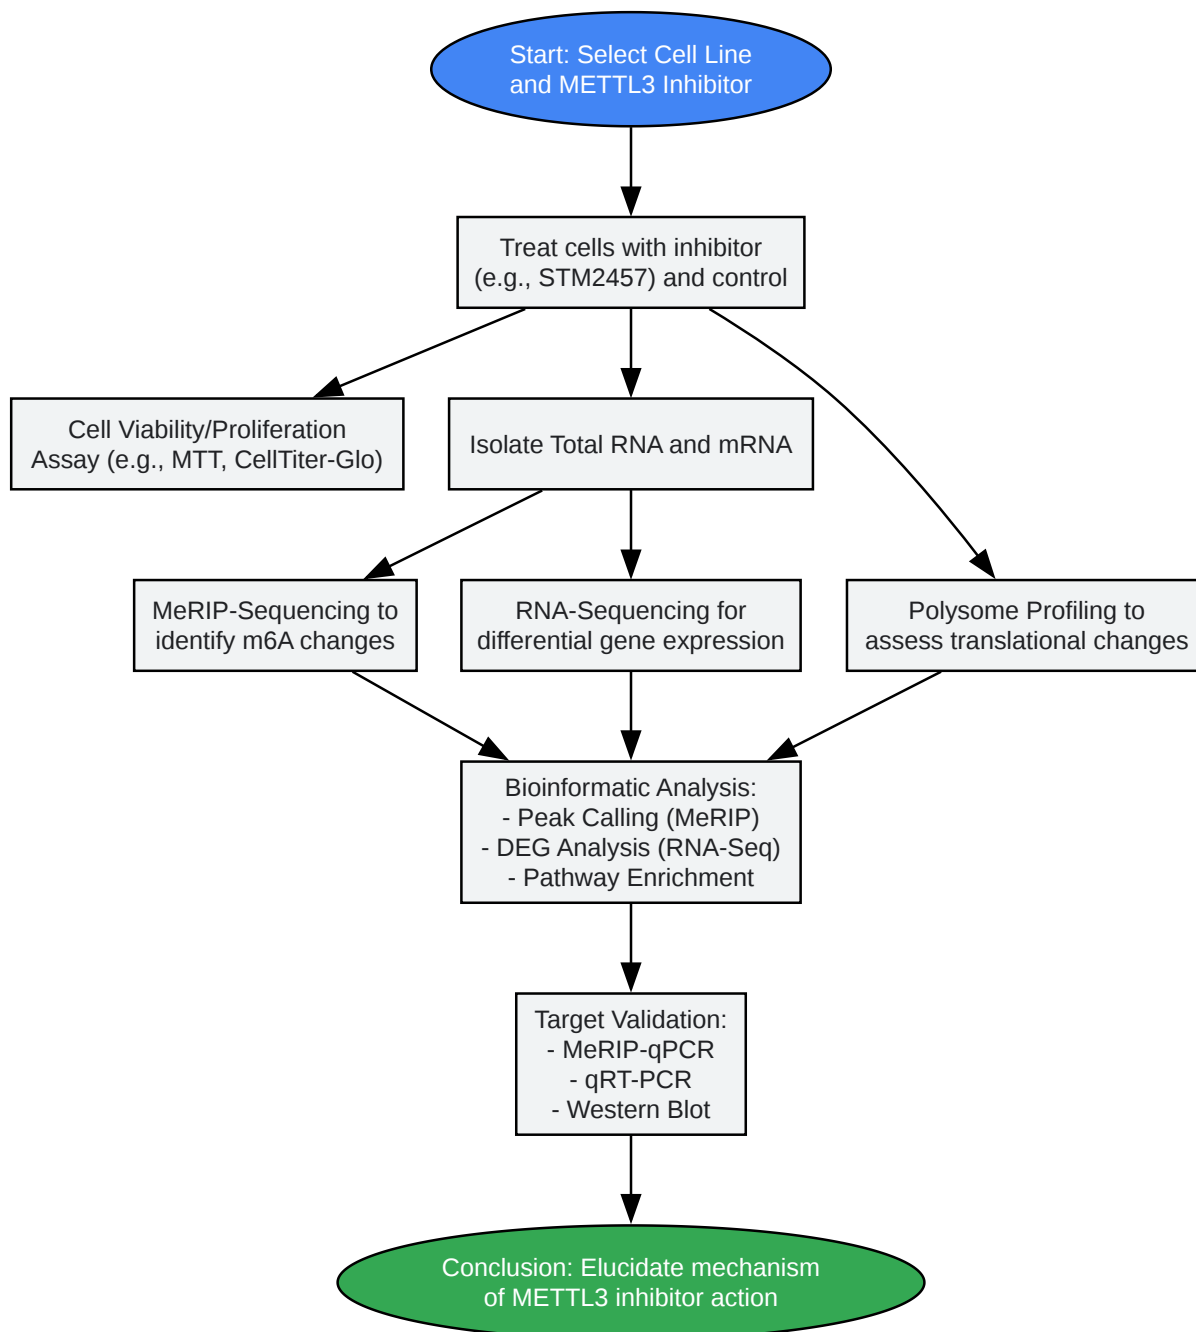 Start: Select Cell Line
and METTL3 Inhibitor
Treat cells with inhibitor
(e.g., STM2457) and control
Cell Viability/Proliferation
Assay (e.g., MTT, CellTiter-Glo)
Isolate Total RNA and mRNA
MeRIP-Sequencing to
identify m6A changes
RNA-Sequencing for
differential gene expression
Polysome Profiling to
assess translational changes
Bioinformatic Analysis:
- Peak Calling (MeRIP)
- DEG Analysis (RNA-Seq)
- Pathway Enrichment
Target Validation:
- MeRIP-qPCR
- qRT-PCR
- Western Blot
Conclusion: Elucidate mechanism
of METTL3 inhibitor action